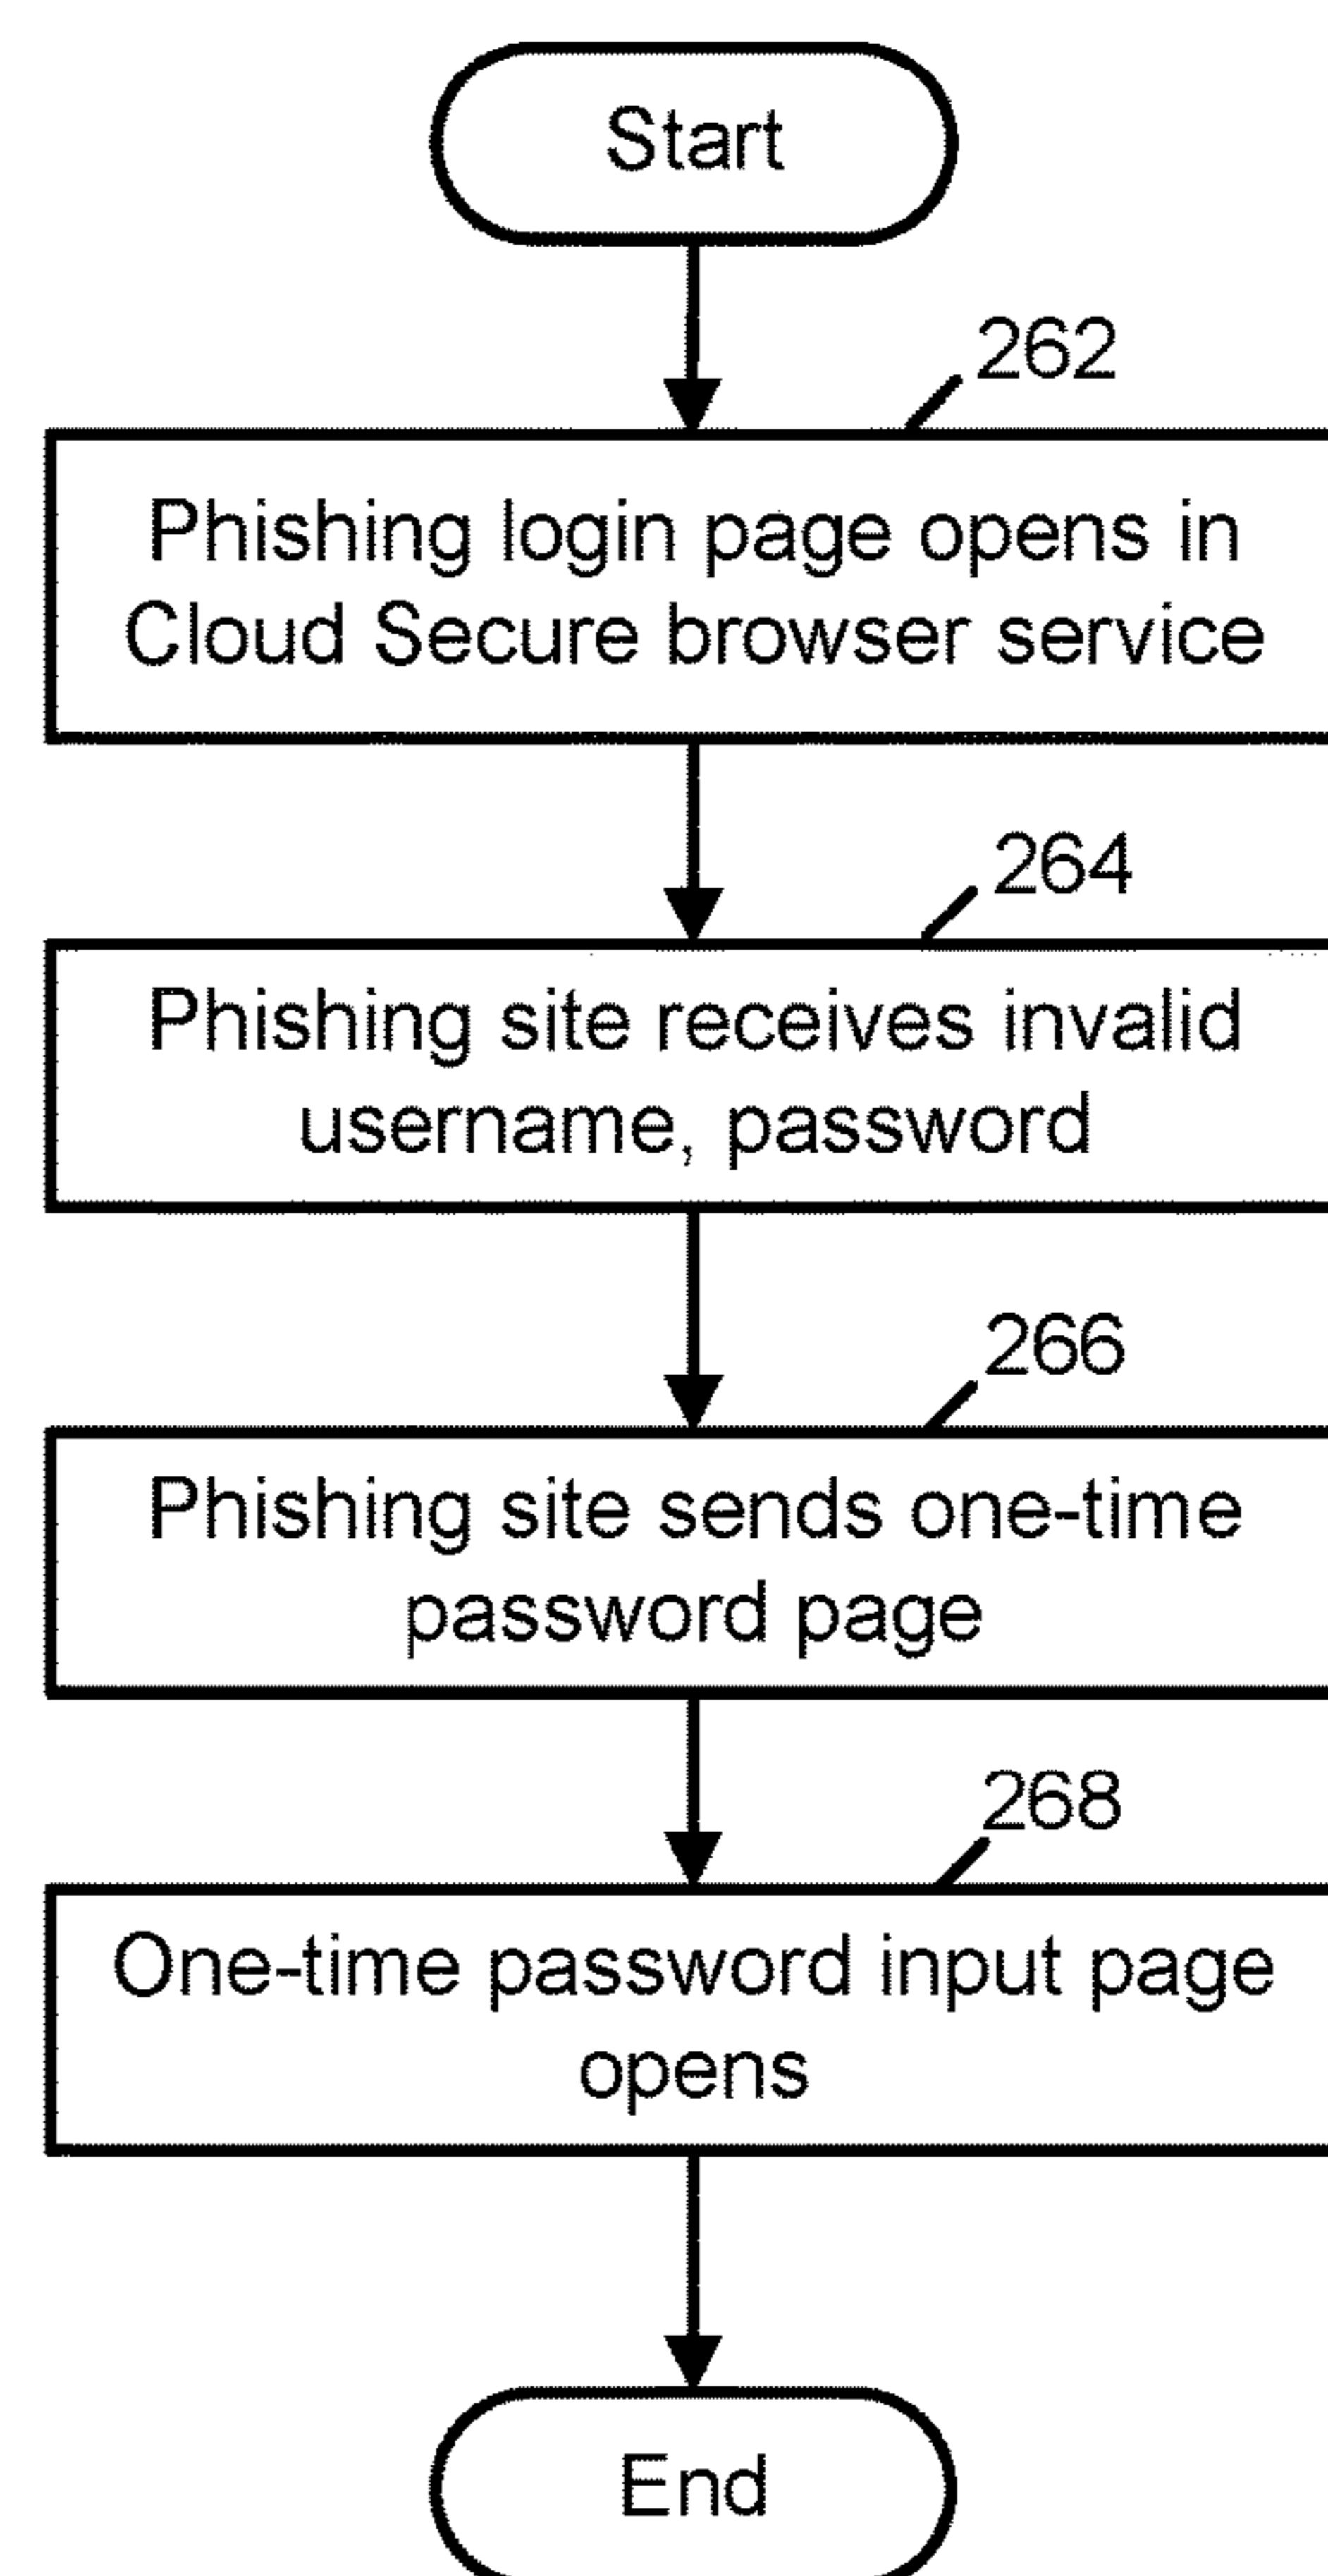 Start
262
Phishing login page opens in
Cloud Secure browser service
264
Phishing site receives invalid
username, password
266
Phishing site sends one-time
password page
268
One-time password input page
opens
End